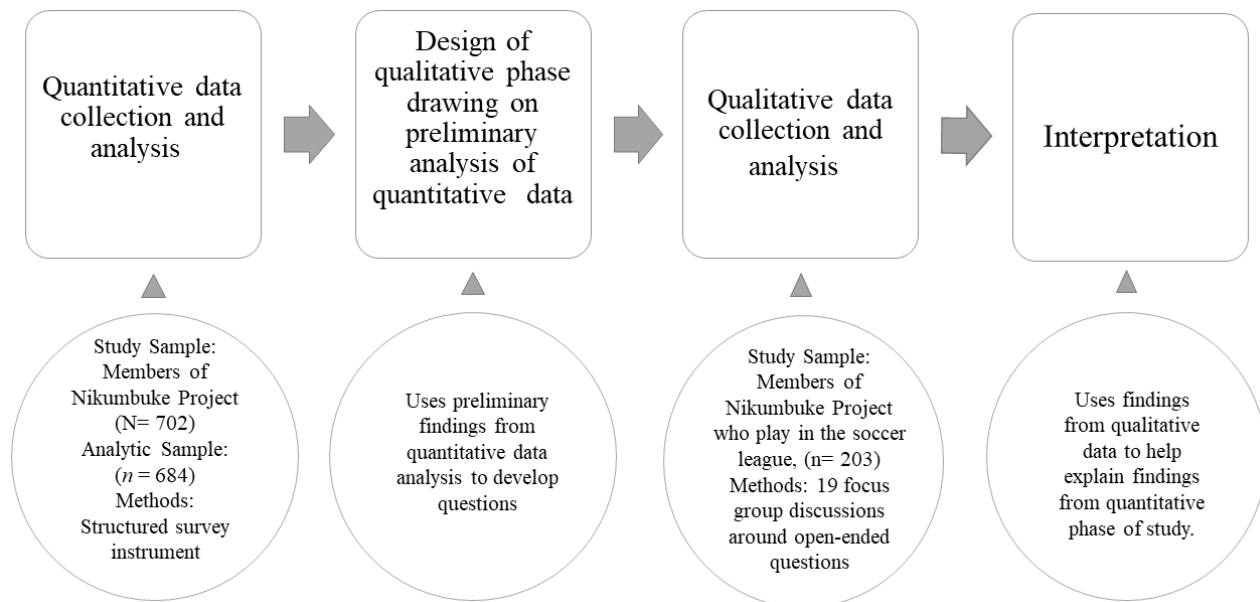 Quantitative data
collection and
analysis
Design of
qualitative phase
drawing on
preliminary
analysis of
quantitative data
Qualitative data
collection and
analysis
Interpretation
Study Sample:
Members of
Nikumbuke Project
(N= 702)
Analytic Sample:
(n = 684)
Methods:
Structured survey
instrument
Uses preliminary
findings from
quantitative data
analysis to develop
questions
Study Sample:
Members of
Nikumbuke Project
who play in the soccer
league, (n= 203)
Methods: 19 focus
group discussions
around open-ended
questions
Uses findings
from qualitative
data to help
explain findings
from quantitative
phase of study.